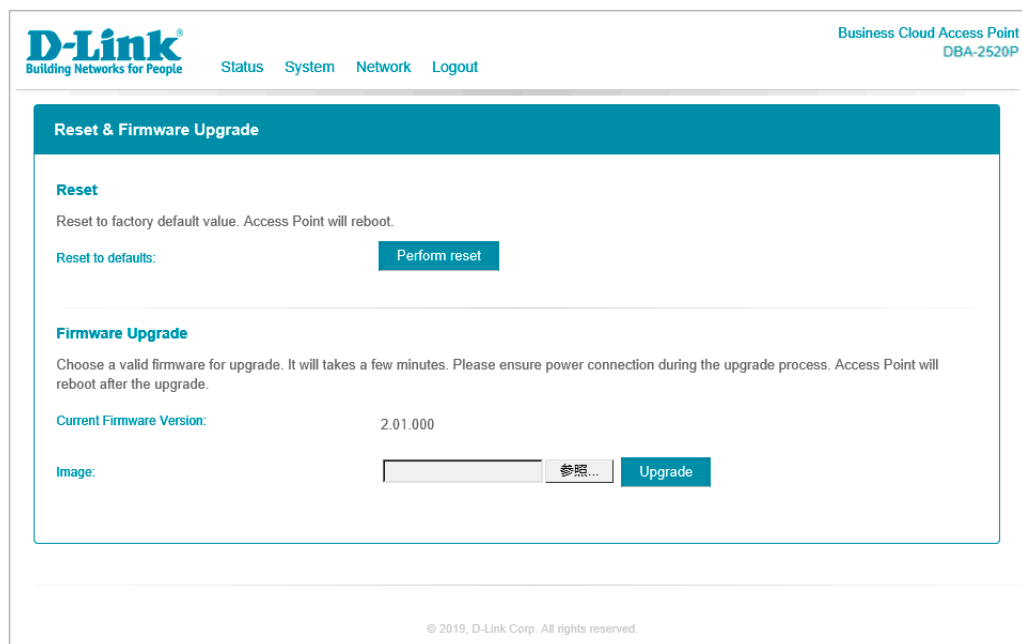 D-Link®
Building Networks for People
Status System Network Logout
Business Cloud Access Point
DBA-2520P
Reset & Firmware Upgrade
Reset
Reset to factory default value. Access Point will reboot.
Reset to defaults: Perform reset
Firmware Upgrade
Choose a valid firmware for upgrade. It will takes a few minutes. Please ensure power connection during the upgrade process. Access Point will
reboot after the upgrade.
Current Firmware Version: 2.01.000
Image: 参照... Upgrade
© 2019, D-Link Corp. All rights reserved.